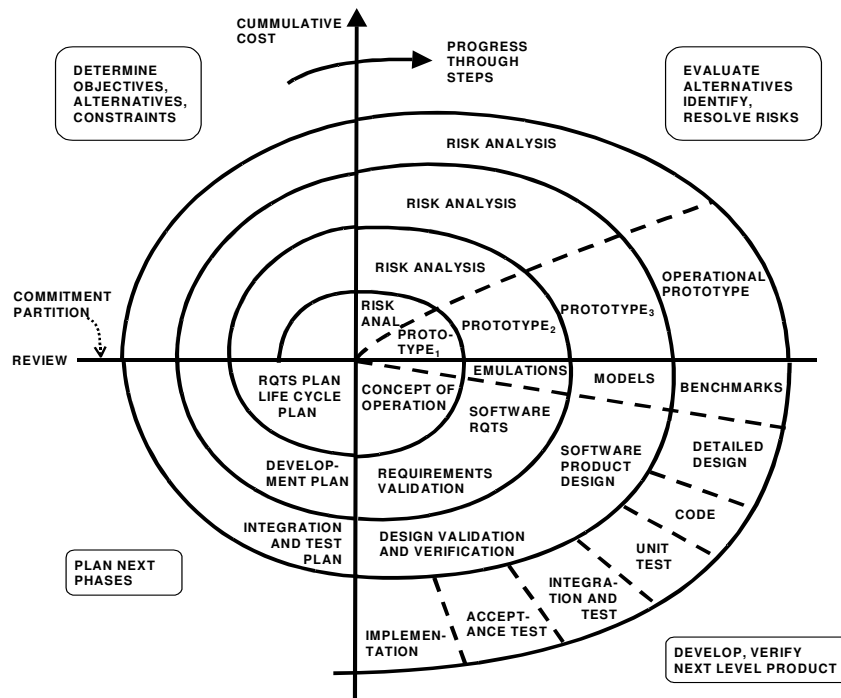 CUMMULATIVE
COST
PROGRESS
THROUGH
STEPS
DETERMINE
OBJECTIVES,
ALTERNATIVES,
CONSTRAINTS
EVALUATE
ALTERNATIVES
IDENTIFY,
RESOLVE RISKS
RISK ANALYSIS
RISK ANALYSIS
RISK ANALYSIS
RISK
ANAL.
PROTO-
TYPE1
PROTOTYPE2
PROTOTYPE3
OPERATIONAL
PROTOTYPE
COMMITMENT
PARTITION
REVIEW
EMULATIONS
MODELS
BENCHMARKS
RQTS PLAN
LIFE CYCLE
PLAN
CONCEPT OF
OPERATION
SOFTWARE
RQTS
SOFTWARE
PRODUCT
DESIGN
DETAILED
DESIGN
DEVELOP-
MENT PLAN
REQUIREMENTS
VALIDATION
CODE
INTEGRATION
AND TEST
PLAN
DESIGN VALIDATION
AND VERIFICATION
UNIT
TEST
PLAN NEXT
PHASES
INTEGRA-
TION AND
TEST
ACCEPT-
ANCE TEST
IMPLEMEN-
TATION
DEVELOP, VERIFY
NEXT LEVEL PRODUCT